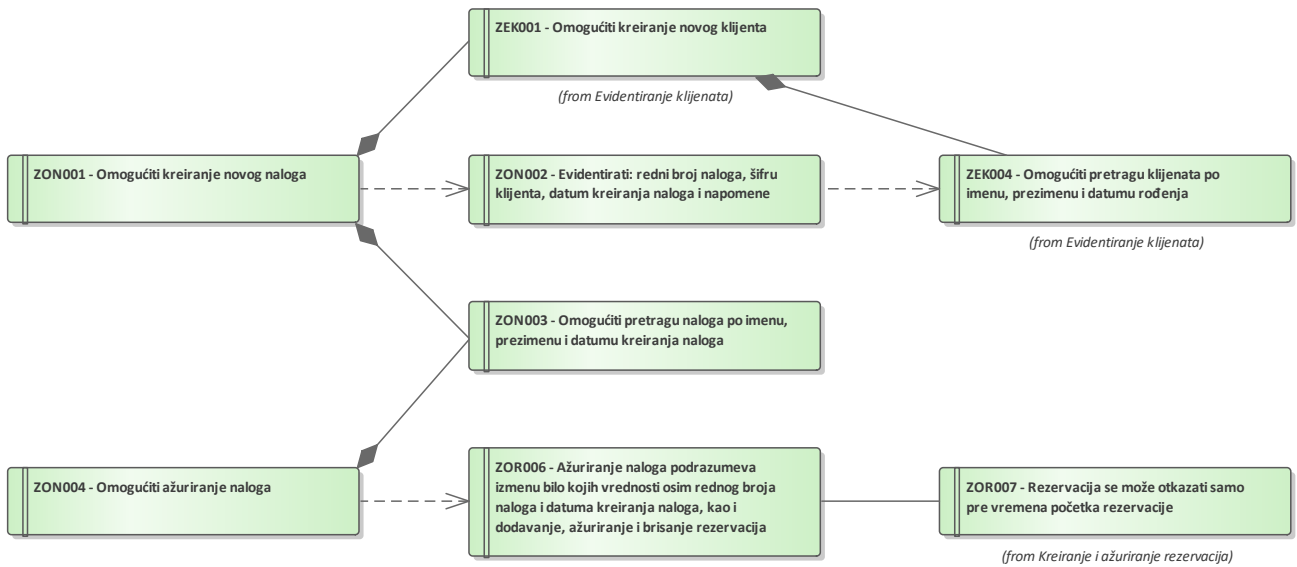 ZEK001 - Omogućiti kreiranje novog klijenta
(from Evidentiranje klijenata)
ZON001 - Omogućiti kreiranje novog naloga
ZON002 - Evidentirati: redni broj naloga, šifru
klijenta, datum kreiranja naloga i napomene
ZEK004 - Omogućiti pretragu klijenata po
imenu, prezimenu i datumu rođenja
(from Evidentiranje klijenata)
ZON003 - Omogućiti pretragu naloga po imenu,
prezimenu i datumu kreiranja naloga
ZON004 - Omogućiti ažuriranje naloga
ZOR006 - Ažuriranje naloga podrazumeva
izmenu bilo kojih vrednosti osim rednog broja
naloga i datuma kreiranja naloga, kao i
dodavanje, ažuriranje i brisanje rezervacija
ZOR007 - Rezervacija se može otkazati samo
pre vremena početka rezervacije
(from Kreiranje i ažuriranje rezervacija)